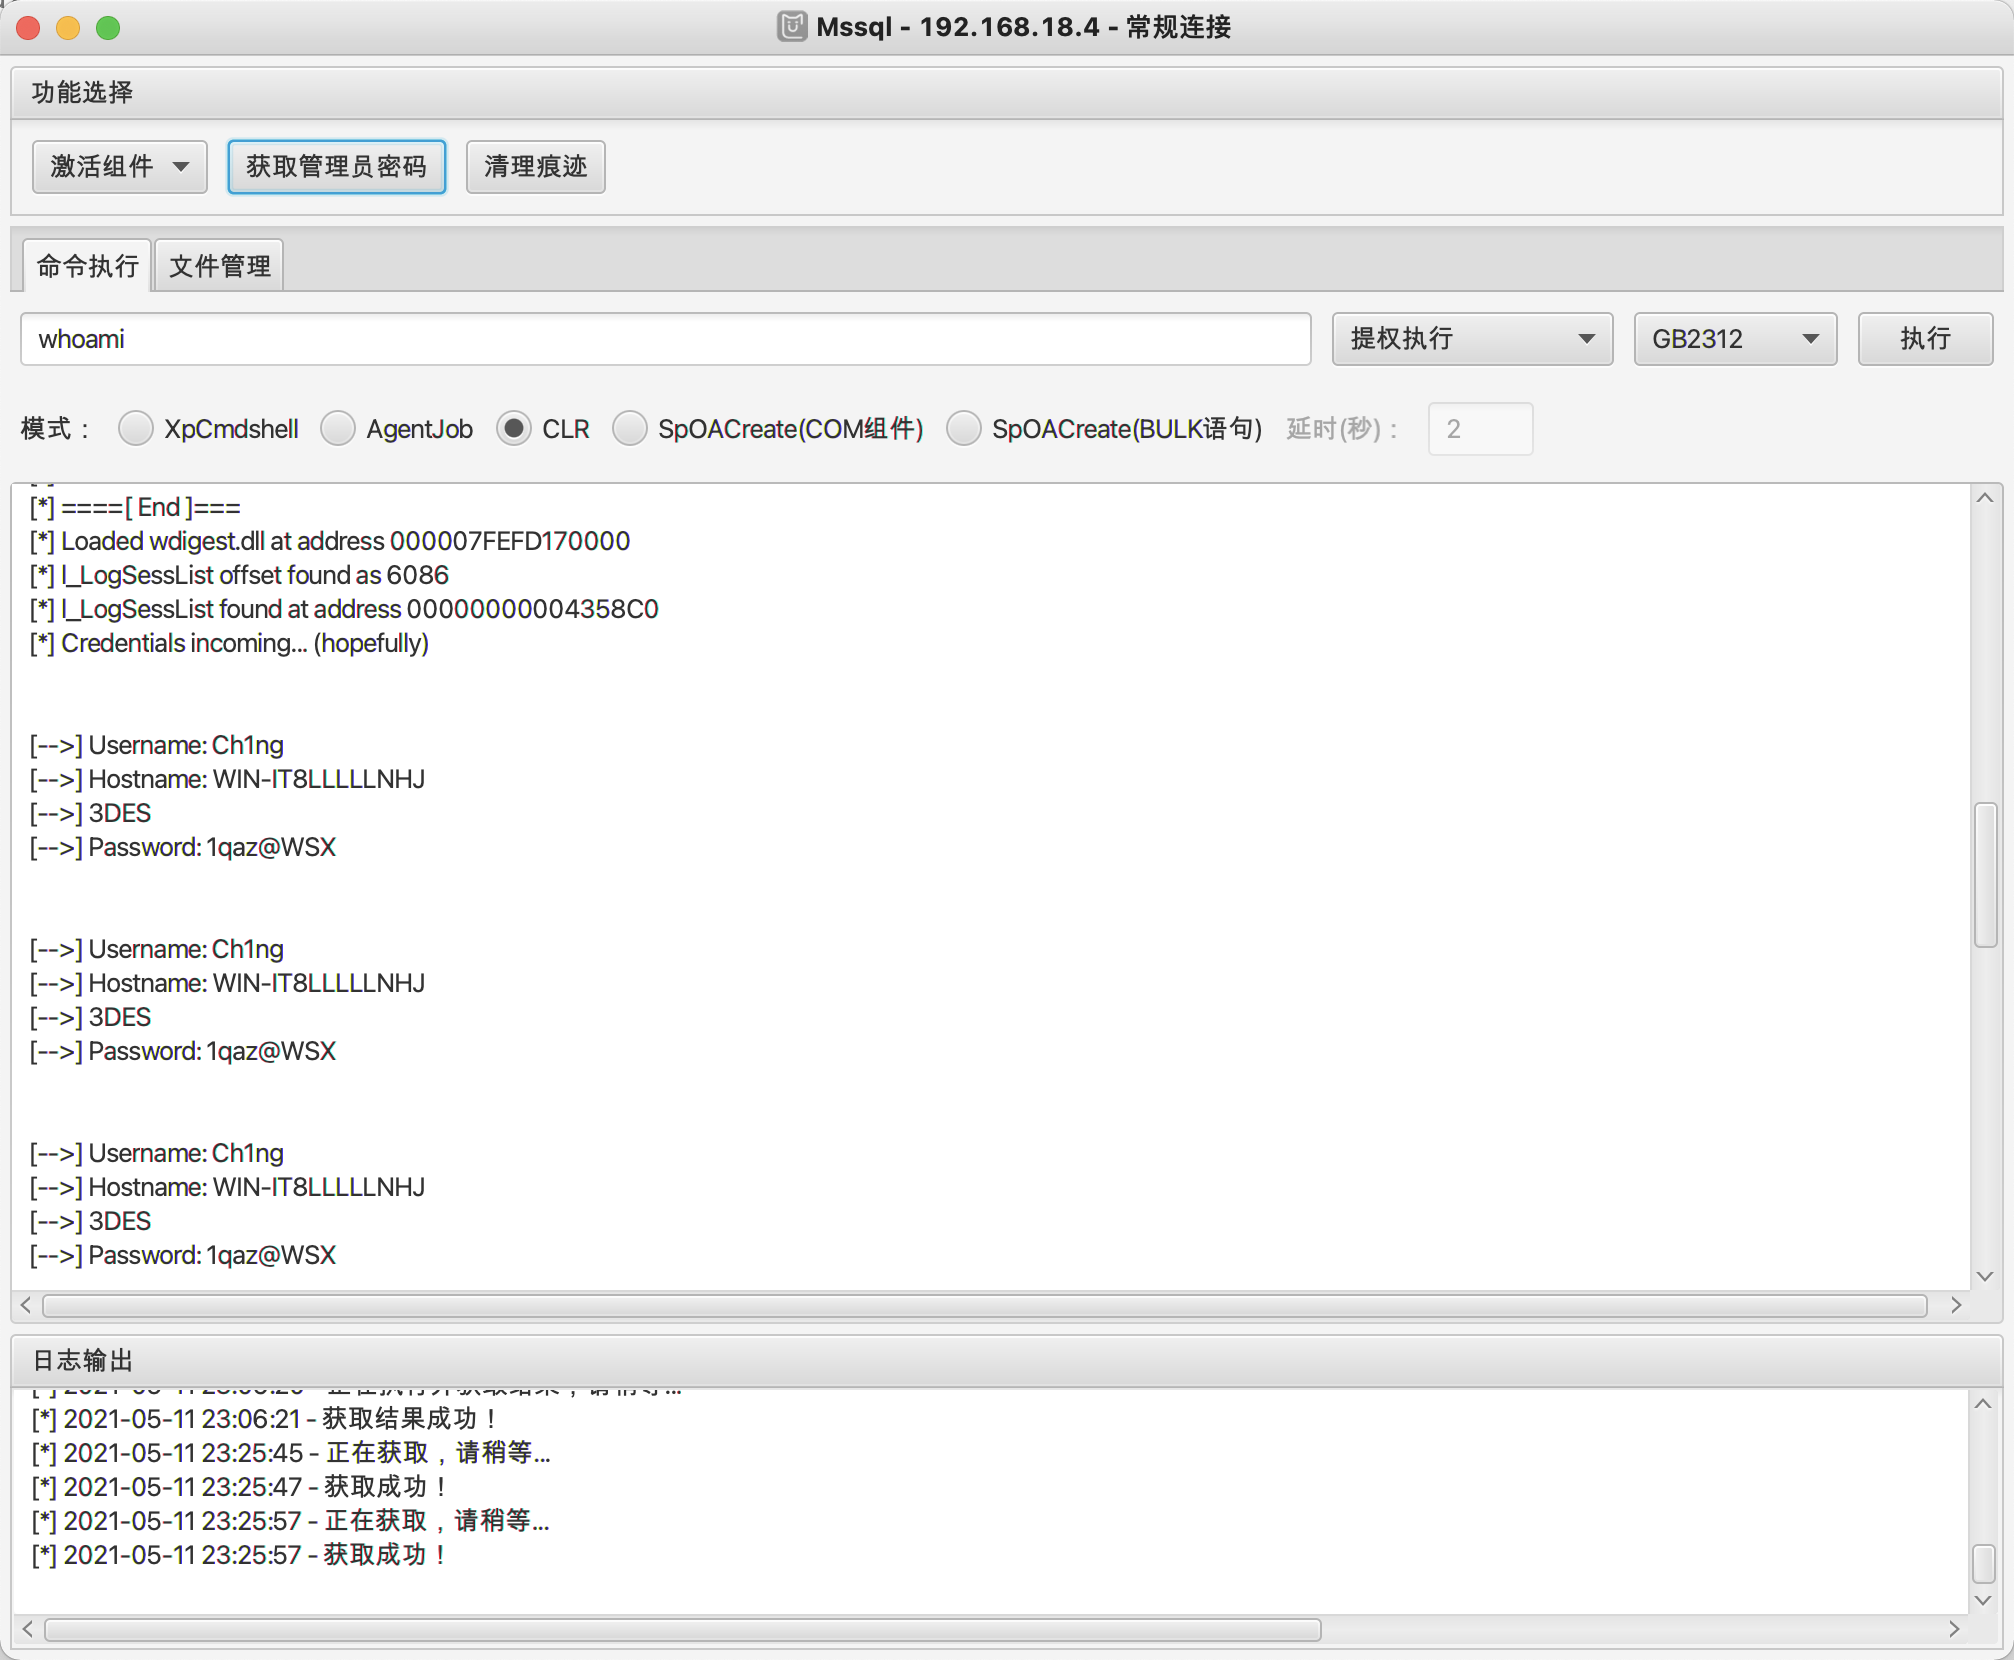 Mssql - 192.168.18.4 - 常规连接
功能选择
激活组件 获取管理员密码 清理痕迹
命令执行 文件管理
whoami 提权执行 GB2312 执行
模式： XpCmdshell AgentJob CLR SpOACreate(COM组件) SpOACreate(BULK语句) 延时(秒)： 2
[*] ====[ End ]===
[*] Loaded wdigest.dll at address 000007FEFD170000
[*] l_LogSessList offset found as 6086
[*] l_LogSessList found at address 00000000004358C0
[*] Credentials incoming... (hopefully)
[-->] Username: Ch1ng
[-->] Hostname: WIN-IT8LLLLLNHJ
[-->] 3DES
[-->] Password: 1qaz@WSX
[-->] Username: Ch1ng
[-->] Hostname: WIN-IT8LLLLLNHJ
[-->] 3DES
[-->] Password: 1qaz@WSX
[-->] Username: Ch1ng
[-->] Hostname: WIN-IT8LLLLLNHJ
[-->] 3DES
[-->] Password: 1qaz@WSX
日志输出
[*] 2021-05-11 23:06:21 - 获取结果成功！
[*] 2021-05-11 23:25:45 - 正在获取，请稍等...
[*] 2021-05-11 23:25:47 - 获取成功！
[*] 2021-05-11 23:25:57 - 正在获取，请稍等...
[*] 2021-05-11 23:25:57 - 获取成功！